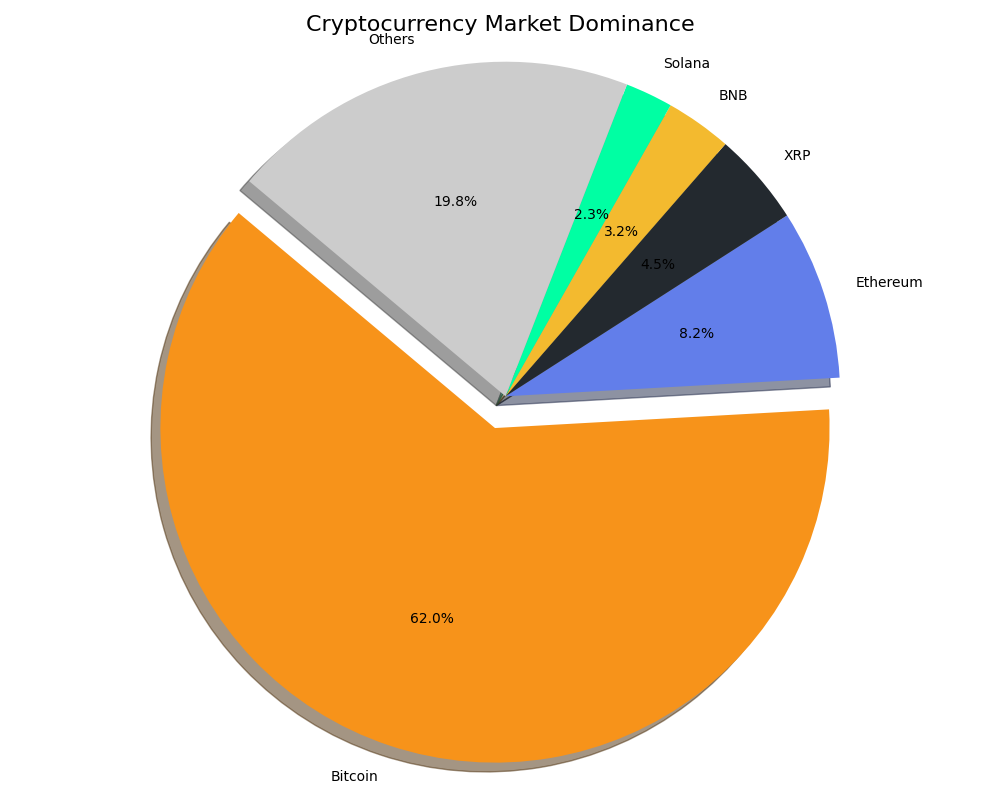 Cryptocurrency Market Dominance
Others
Solana
BNB
XRP
19.8%
2.3%
3.2%
4.5%
Ethereum
8.2%
62.0%
Bitcoin